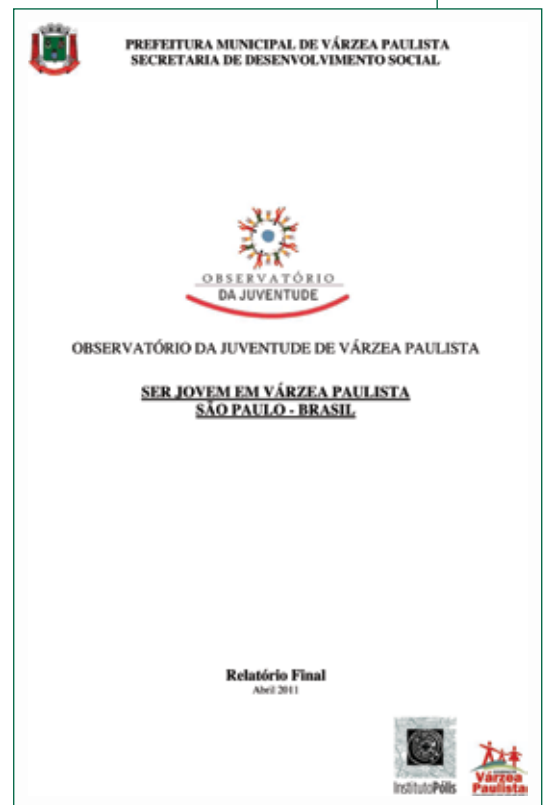 PREFEITURA MUNICIPAL DE VÁRZEA PAULISTA
SECRETARIA DE DESENVOLVIMENTO SOCIAL
OBSERVATÓRIO
DA JUVENTUDE
OBSERVATÓRIO DA JUVENTUDE DE VÁRZEA PAULISTA
SER JOVEM EM VÁRZEA PAULISTA
SÃO PAULO - BRASIL
Relatório Final
Abril 2011
InstitutoPólis
Várzea
Paulista